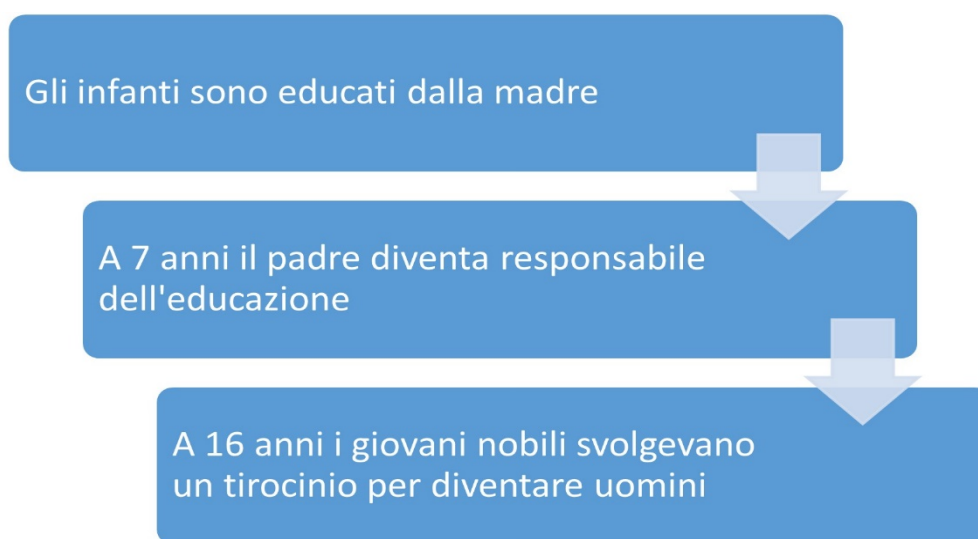 Gli infanti sono educati dalla madre
A 7 anni il padre diventa responsabile
dell'educazione
A 16 anni i giovani nobili svolgevano
un tirocinio per diventare uomini